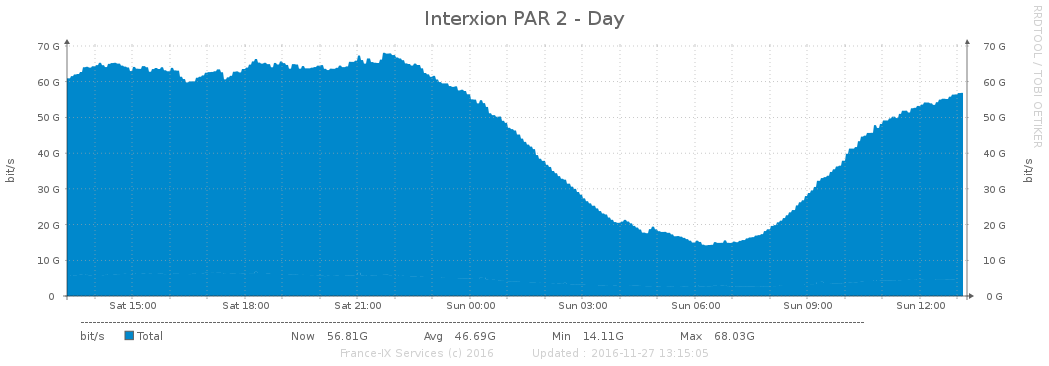 Interxion PAR 2 - Day
RRDTOOL / TOBI OETIKER
bit/s
bit/s
70 G 70 G
60 G 60 G
50 G 50 G
40 G 40 G
30 G 30 G
20 G 20 G
10 G 10 G
0 0 G
Sat 15:00 Sat 18:00 Sat 21:00 Sun 00:00 Sun 03:00 Sun 06:00 Sun 09:00 Sun 12:00
bit/s Total Now 56.81G Avg 46.69G Min 14.11G Max 68.03G
France-IX Services (c) 2016 Updated : 2016-11-27 13:15:05